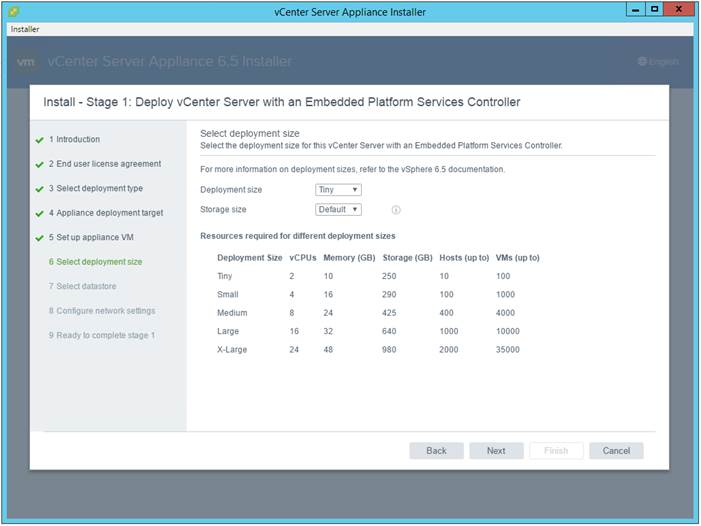 vCenter Server Appliance Installer
Installer
vm vCenter Server Appliance 6.5 Installer
English
Install - Stage 1: Deploy vCenter Server with an Embedded Platform Services Controller
1 Introduction
2 End user license agreement
3 Select deployment type
4 Appliance deployment target
5 Set up appliance VM
6 Select deployment size
7 Select datastore
8 Configure network settings
9 Ready to complete stage 1
Select deployment size
Select the deployment size for this vCenter Server with an Embedded Platform Services Controller.
For more information on deployment sizes, refer to the vSphere 6.5 documentation.
Deployment size Tiny
Storage size Default
Resources required for different deployment sizes
Deployment Size vCPUs Memory (GB) Storage (GB) Hosts (up to) VMs (up to)
Tiny 2 10 250 10 100
Small 4 16 290 100 1000
Medium 8 24 425 400 4000
Large 16 32 640 1000 10000
X-Large 24 48 980 2000 35000
Back Next Finish Cancel